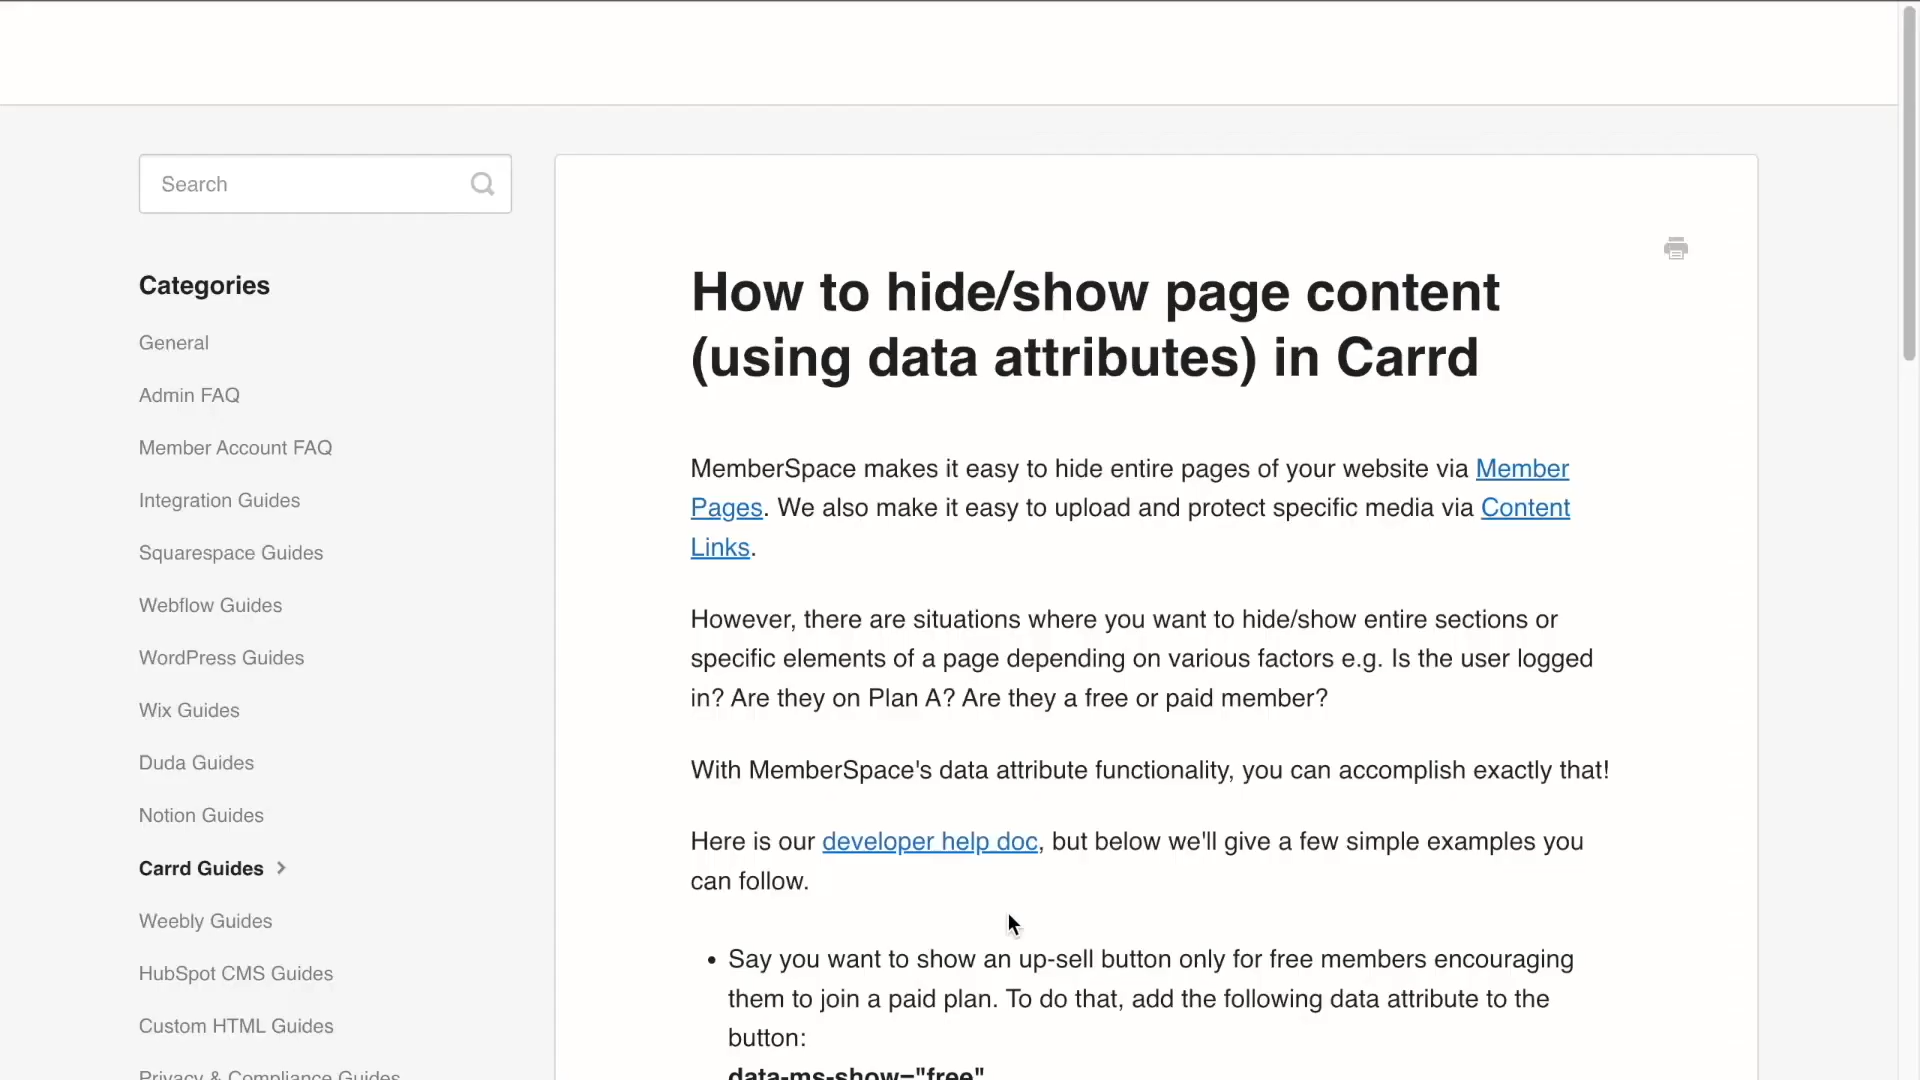 Search
Categories
General
Admin FAQ
Member Account FAQ
Integration Guides
Squarespace Guides
Webflow Guides
WordPress Guides
Wix Guides
Duda Guides
Notion Guides
Carrd Guides
Weebly Guides
HubSpot CMS Guides
Custom HTML Guides
Privacy & Compliance Guides
How to hide/show page content
(using data attributes) in Carrd
MemberSpace makes it easy to hide entire pages of your website via Member
Pages. We also make it easy to upload and protect specific media via Content
Links.
However, there are situations where you want to hide/show entire sections or
specific elements of a page depending on various factors e.g. Is the user logged
in? Are they on Plan A? Are they a free or paid member?
With MemberSpace's data attribute functionality, you can accomplish exactly that!
Here is our developer help doc, but below we'll give a few simple examples you
can follow.
• Say you want to show an up-sell button only for free members encouraging
them to join a paid plan. To do that, add the following data attribute to the
button:
data-ms-show="free"